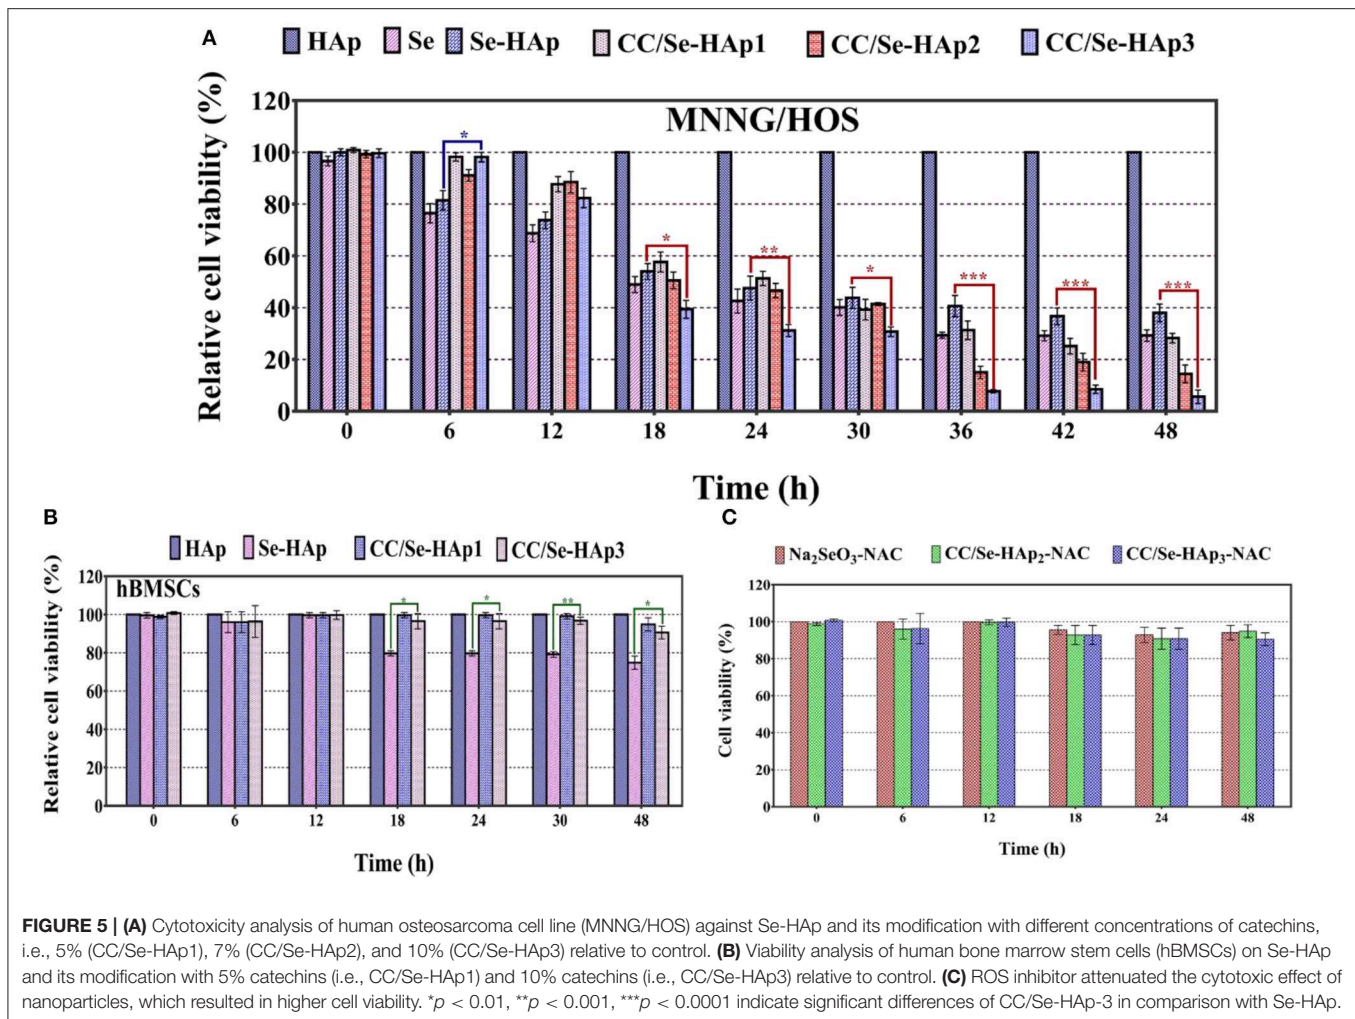 A
HAp Se Se-HAp CC/Se-HAp1 CC/Se-HAp2 CC/Se-HAp3
MNNG/HOS
Relative cell viability (%)
120
100
80
60
40
20
0
*
*
**
*
***
***
***
0 6 12 18 24 30 36 42 48
Time (h)
B
HAp Se-HAp CC/Se-HAp1 CC/Se-HAp3
hBMSCs
Relative cell viability (%)
120
100
80
60
40
20
0
*
*
**
*
0 6 12 18 24 30 48
Time (h)
C
Na₂SeO₃-NAC CC/Se-HAp₂-NAC CC/Se-HAp₃-NAC
Cell viability (%)
120
100
80
60
40
20
0
0 6 12 18 24 48
Time (h)
FIGURE 5 | (A) Cytotoxicity analysis of human osteosarcoma cell line (MNNG/HOS) against Se-HAp and its modification with different concentrations of catechins,
i.e., 5% (CC/Se-HAp1), 7% (CC/Se-HAp2), and 10% (CC/Se-HAp3) relative to control. (B) Viability analysis of human bone marrow stem cells (hBMSCs) on Se-HAp
and its modification with 5% catechins (i.e., CC/Se-HAp1) and 10% catechins (i.e., CC/Se-HAp3) relative to control. (C) ROS inhibitor attenuated the cytotoxic effect of
nanoparticles, which resulted in higher cell viability. *p < 0.01, **p < 0.001, ***p < 0.0001 indicate significant differences of CC/Se-HAp-3 in comparison with Se-HAp.